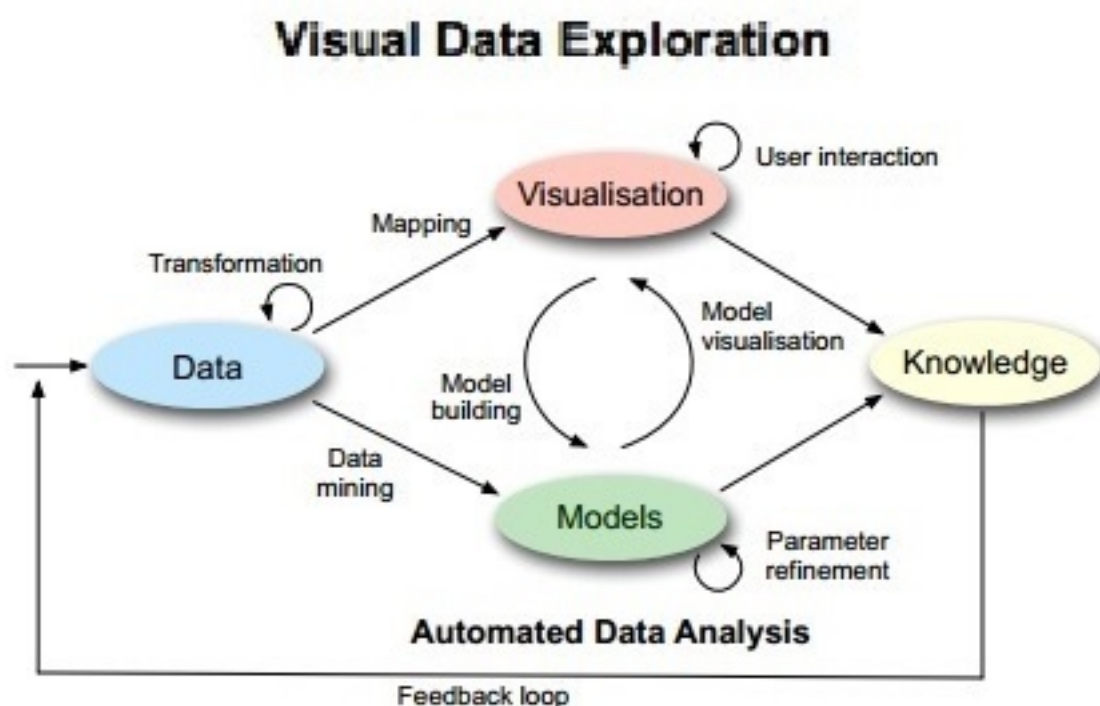 Visual Data Exploration
User interaction
Visualisation
Mapping
Transformation
Model
visualisation
Data
Knowledge
Model
building
Data
mining
Models
Parameter
refinement
Automated Data Analysis
Feedback loop